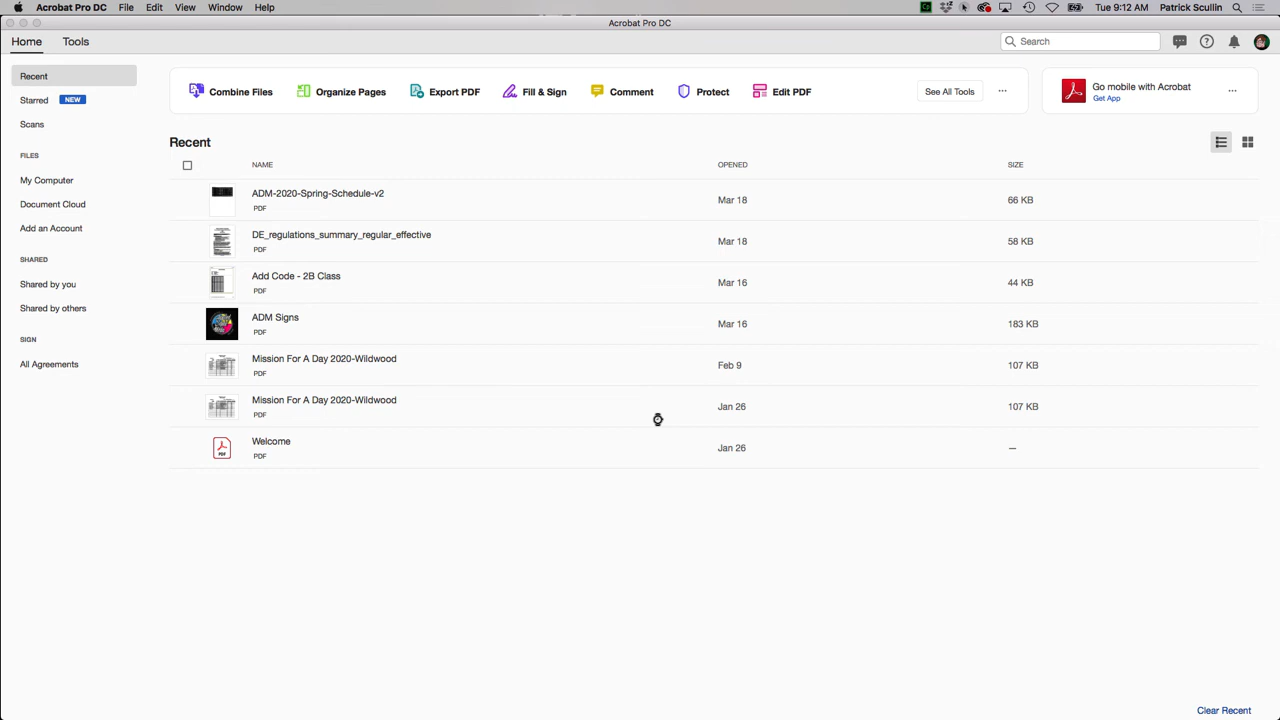 Acrobat Pro DC File Edit View Window Help Tue 9:12 AM Patrick Scullin
Acrobat Pro DC
Home Tools Search
Recent
Starred NEW
Scans
FILES
My Computer
Document Cloud
Add an Account
SHARED
Shared by you
Shared by others
SIGN
All Agreements
Combine Files Organize Pages Export PDF Fill & Sign Comment Protect Edit PDF See All Tools
Go mobile with Acrobat
Get App
Recent
NAME OPENED SIZE
ADM-2020-Spring-Schedule-v2 Mar 18 66 KB
PDF
DE_regulations_summary_regular_effective Mar 18 58 KB
PDF
Add Code - 2B Class Mar 16 44 KB
PDF
ADM Signs Mar 16 183 KB
PDF
Mission For A Day 2020-Wildwood Feb 9 107 KB
PDF
Mission For A Day 2020-Wildwood Jan 26 107 KB
PDF
Welcome Jan 26 —
PDF
Clear Recent